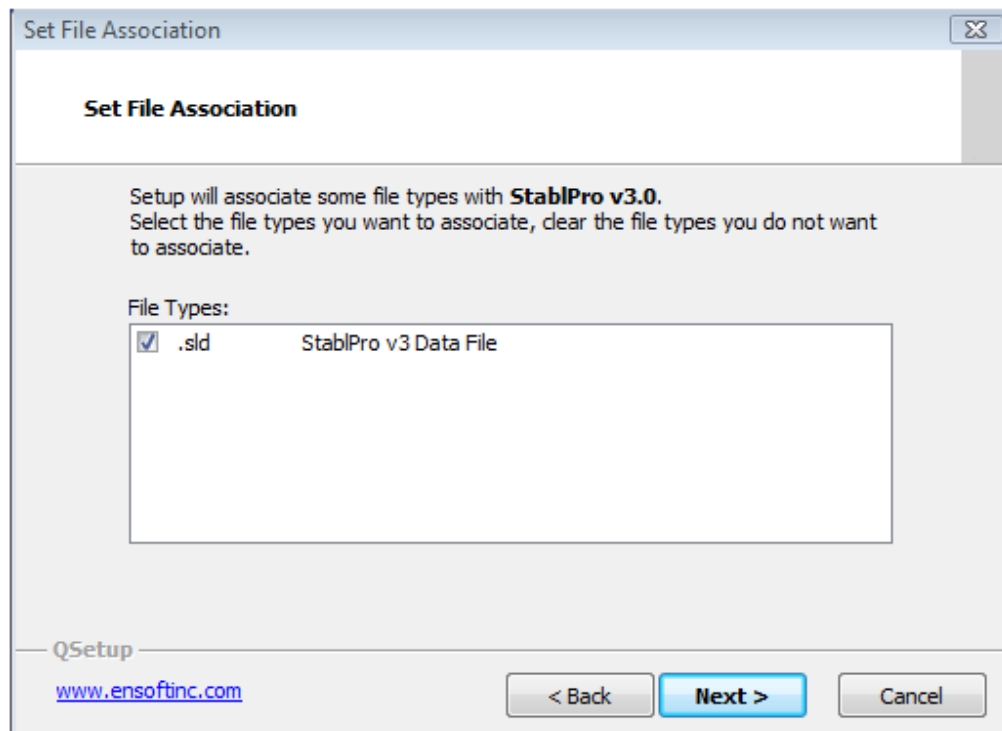 Set File Association
Set File Association
Setup will associate some file types with StablPro v3.0.
Select the file types you want to associate, clear the file types you do not want
to associate.
File Types:
.sld StablPro v3 Data File
QSetup
www.ensoftinc.com
< Back Next > Cancel